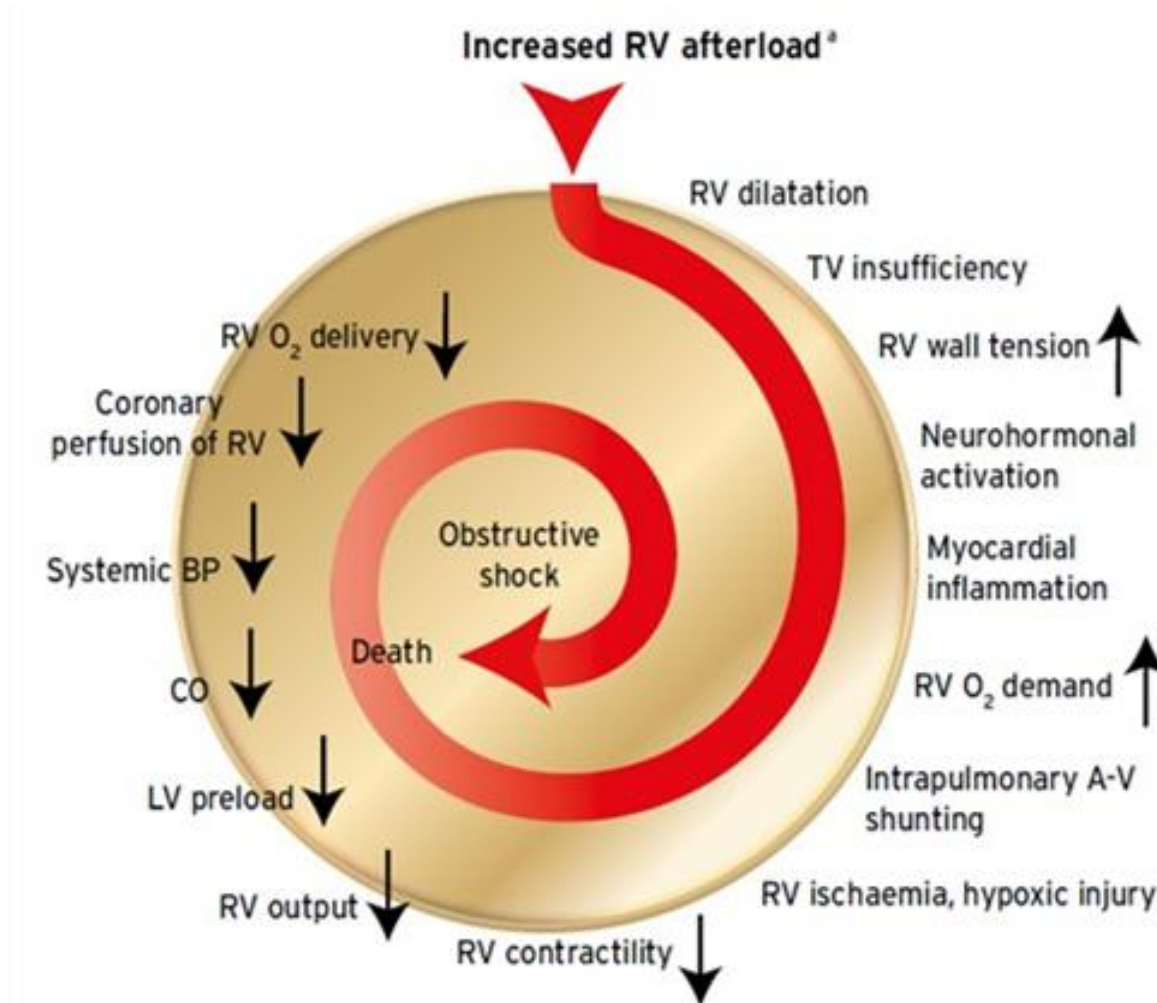 Increased RV afterload ᵃ
RV dilatation
TV insufficiency
RV wall tension
Neurohormonal
activation
Myocardial
inflammation
RV O₂ demand
Intrapulmonary A-V
shunting
RV ischaemia, hypoxic injury
RV contractility
RV output
LV preload
CO
Systemic BP
Coronary
perfusion of RV
RV O₂ delivery
Obstructive
shock
Death